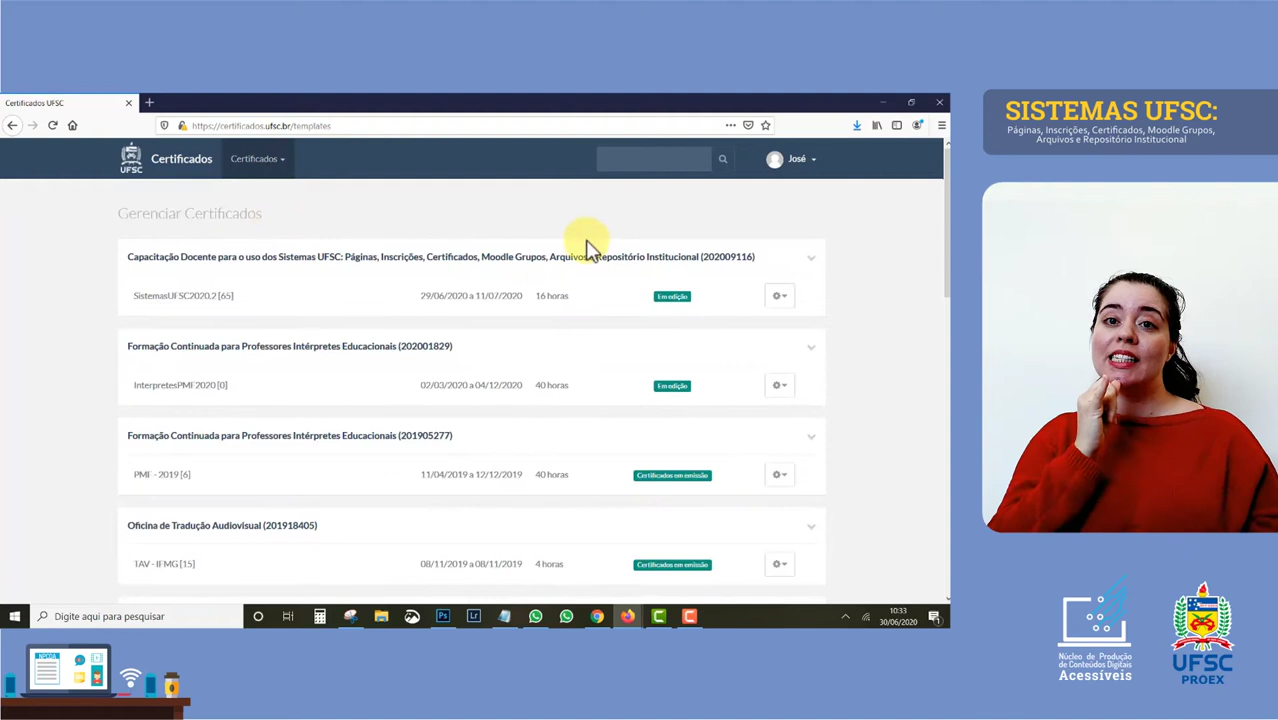 Certificados UFSC
https://certificados.ufsc.br/templates
UFSC
Certificados
Certificados
José
Gerenciar Certificados
Capacitação Docente para o uso dos Sistemas UFSC: Páginas, Inscrições, Certificados, Moodle Grupos, Arquivos Repositório Institucional (202009116)
SistemasUFSC2020.2 [65]
29/06/2020 a 11/07/2020
16 horas
Em edição
Formação Continuada para Professores Intérpretes Educacionais (202001829)
InterpretesPMF2020 [0]
02/03/2020 a 04/12/2020
40 horas
Em edição
Formação Continuada para Professores Intérpretes Educacionais (201905277)
PMF - 2019 [6]
11/04/2019 a 12/12/2019
40 horas
Certificados em emissão
Oficina de Tradução Audiovisual (201918405)
TAV - IFMG [15]
08/11/2019 a 08/11/2019
4 horas
Certificados em emissão
Digite aqui para pesquisar
Ps
Lr
10:33
30/06/2020
SISTEMAS UFSC:
Páginas, Inscrições, Certificados, Moodle Grupos,
Arquivos e Repositório Institucional
Núcleo de Produção
de Conteúdos Digitais
Acessíveis
UFSC
PROEX
NPCDA